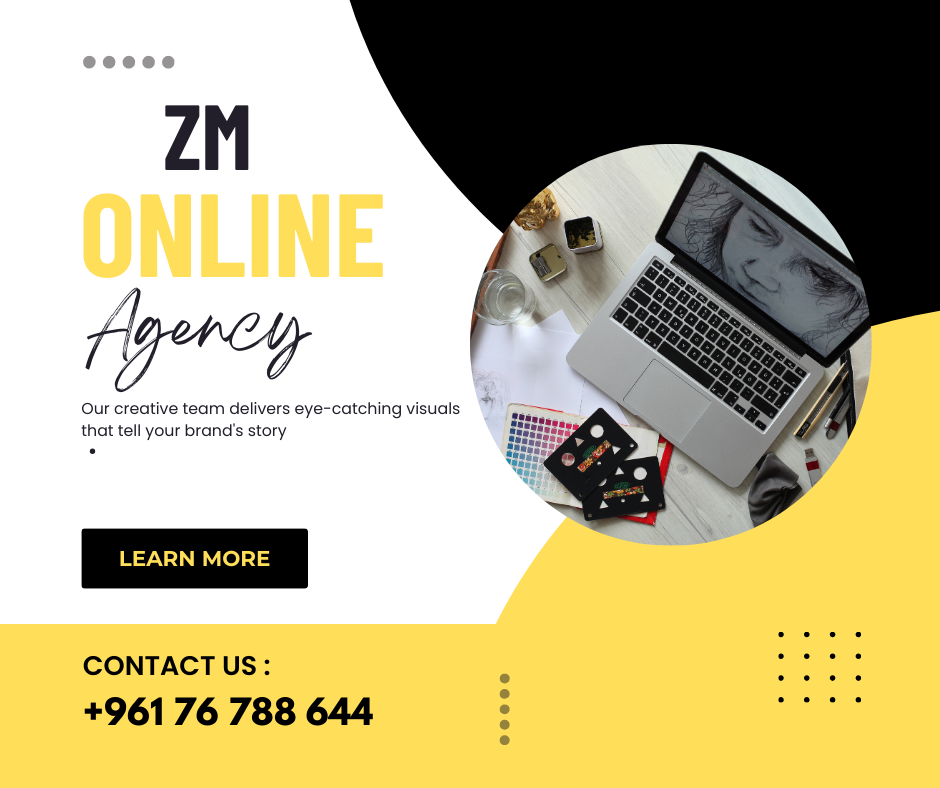 ZM
ONLINE
Agency
Our creative team delivers eye-catching visuals
that tell your brand's story
•
LEARN MORE
CONTACT US :
+961 76 788 644